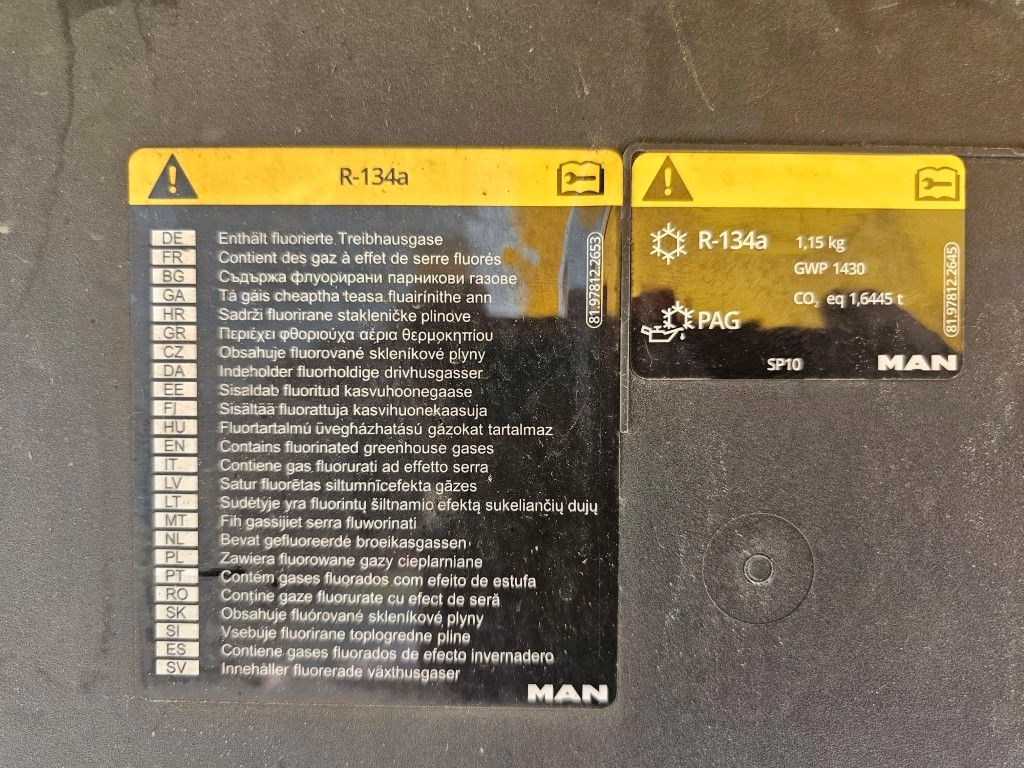 R-134a
DE Enthält fluorierte Treibhausgase
FR Contient des gaz à effet de serre fluorés
BG Съдържа флуорирани парникови газове
GA Tá gáis cheaptha teasa fluairínithe ann
HR Sadrži fluorirane stakleničke plinove
GR Περιέχει φθοριούχα αέρια θερμοκηπίου
CZ Obsahuje fluorované skleníkové plyny
DA Indeholder fluorholdige drivhusgasser
EE Sisaldab fluoritud kasvuhoonegaase
FI Sisältää fluorattuja kasvihuonekaasuja
HU Fluortartalmú üvegházhatású gázokat tartalmaz
EN Contains fluorinated greenhouse gases
IT Contiene gas fluorurati ad effetto serra
LV Satur fluorētas siltumnīcefekta gāzes
LT Sudėtyje yra fluorintų šiltnamio efektą sukeliančių dujų
MT Fih gassijiet serra fluworinati
NL Bevat gefluoreerde broeikasgassen
PL Zawiera fluorowane gazy cieplarniane
PT Contém gases fluorados com efeito de estufa
RO Conține gaze fluorurate cu efect de seră
SK Obsahuje fluórované skleníkové plyny
SI Vsebuje fluorirane toplogredne pline
ES Contiene gases fluorados de efecto invernadero
SV Innehåller fluorerade växthusgaser
81.97812.2653
MAN
R-134a 1,15 kg
GWP 1430
CO₂ eq 1,6445 t
PAG
SP10
MAN
81.97812.2645